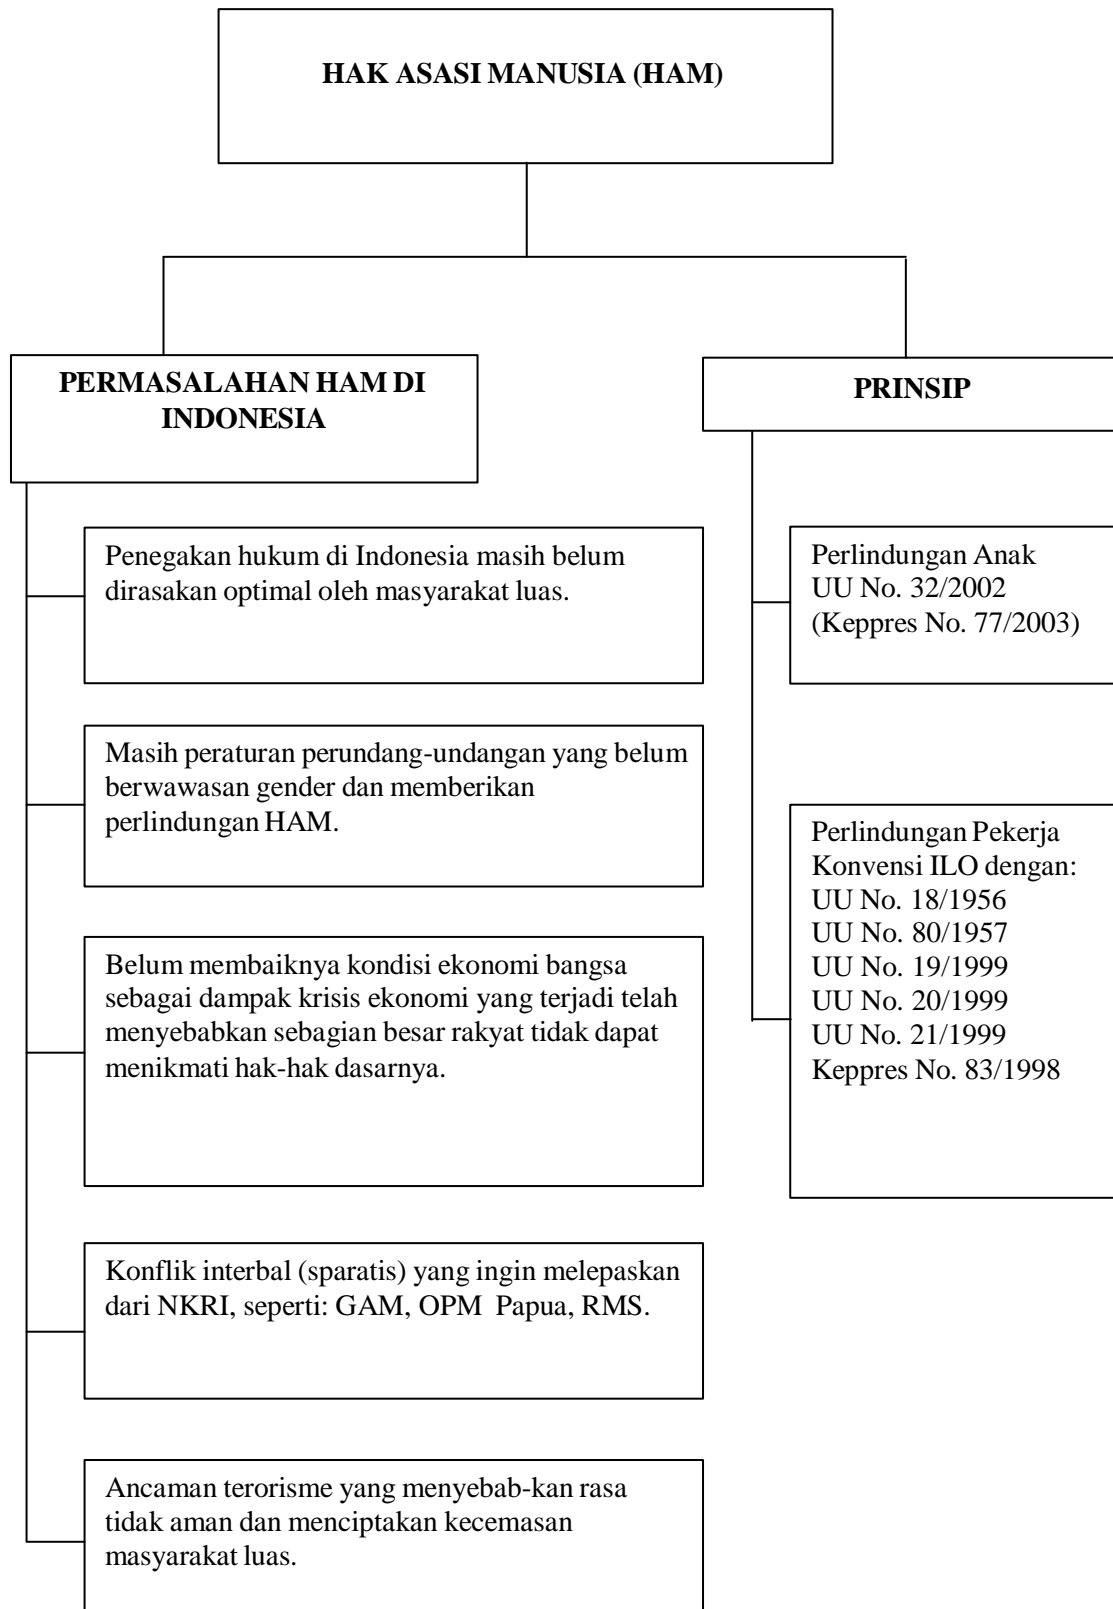 HAK ASASI MANUSIA (HAM)
PERMASALAHAN HAM DI
INDONESIA
Penegakan hukum di Indonesia masih belum
dirasakan optimal oleh masyarakat luas.
Masih peraturan perundang-undangan yang belum
berwawasan gender dan memberikan
perlindungan HAM.
Belum membaiknya kondisi ekonomi bangsa
sebagai dampak krisis ekonomi yang terjadi telah
menyebabkan sebagian besar rakyat tidak dapat
menikmati hak-hak dasarnya.
Konflik interbal (sparatis) yang ingin melepaskan
dari NKRI, seperti: GAM, OPM Papua, RMS.
Ancaman terorisme yang menyebab-kan rasa
tidak aman dan menciptakan kecemasan
masyarakat luas.
PRINSIP
Perlindungan Anak
UU No. 32/2002
(Keppres No. 77/2003)
Perlindungan Pekerja
Konvensi ILO dengan:
UU No. 18/1956
UU No. 80/1957
UU No. 19/1999
UU No. 20/1999
UU No. 21/1999
Keppres No. 83/1998